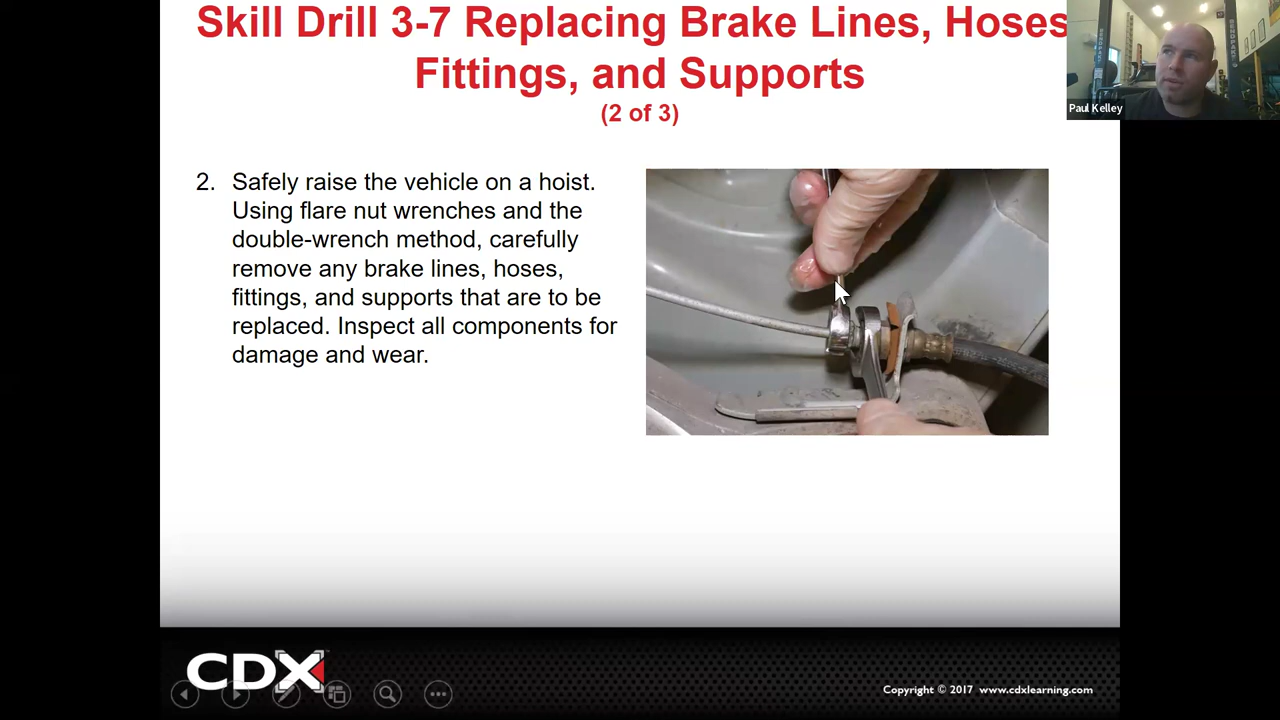 Skill Drill 3-7 Replacing Brake Lines, Hoses
Fittings, and Supports
(2 of 3)
Paul Kelley
2. Safely raise the vehicle on a hoist.
Using flare nut wrenches and the
double-wrench method, carefully
remove any brake lines, hoses,
fittings, and supports that are to be
replaced. Inspect all components for
damage and wear.
CDX
Copyright © 2017 www.cdxlearning.com